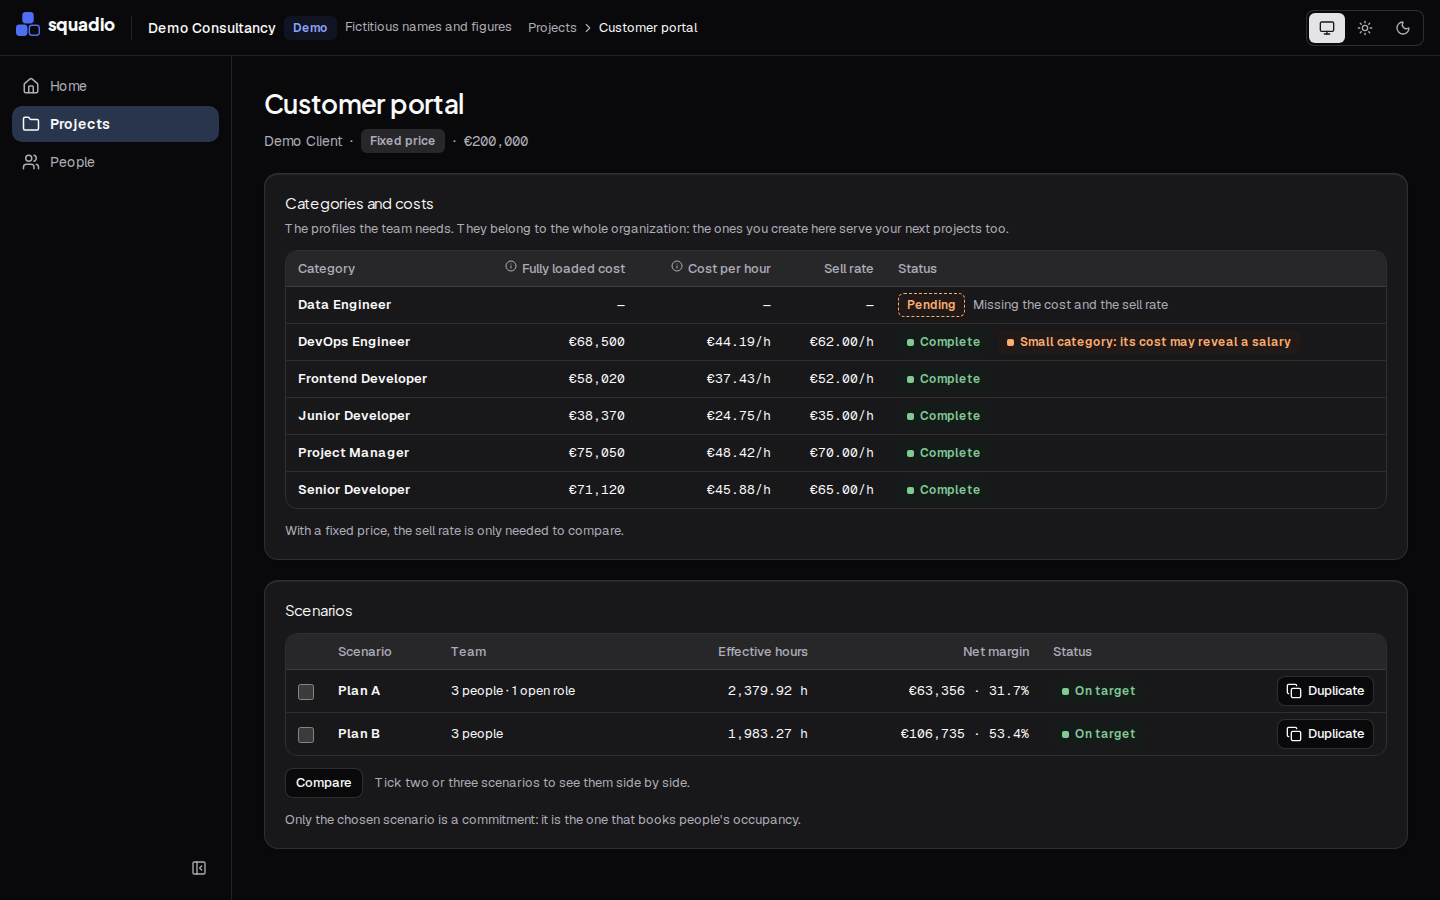 squadio
Demo Consultancy Demo Fictitious names and figures Projects > Customer portal
Home
Projects
People
Customer portal
Demo Client · Fixed price · €200,000
Categories and costs
The profiles the team needs. They belong to the whole organization: the ones you create here serve your next projects too.
Category Fully loaded cost Cost per hour Sell rate Status
Data Engineer – – – Pending Missing the cost and the sell rate
DevOps Engineer €68,500 €44.19/h €62.00/h Complete Small category: its cost may reveal a salary
Frontend Developer €58,020 €37.43/h €52.00/h Complete
Junior Developer €38,370 €24.75/h €35.00/h Complete
Project Manager €75,050 €48.42/h €70.00/h Complete
Senior Developer €71,120 €45.88/h €65.00/h Complete
With a fixed price, the sell rate is only needed to compare.
Scenarios
Scenario Team Effective hours Net margin Status
Plan A 3 people · 1 open role 2,379.92 h €63,356 · 31.7% On target Duplicate
Plan B 3 people 1,983.27 h €106,735 · 53.4% On target Duplicate
Compare Tick two or three scenarios to see them side by side.
Only the chosen scenario is a commitment: it is the one that books people's occupancy.